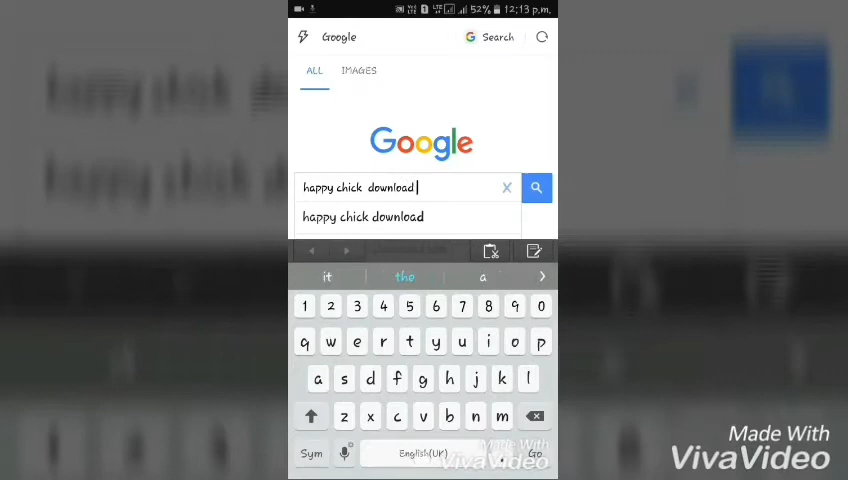 52% 12:13 p.m.
Google Search
ALL IMAGES
Google
happy chick download
happy chick download
it the a
1 2 3 4 5 6 7 8 9 0
q w e r t y u i o p
a s d f g h j k l
z x c v b n m
Sym English(UK) Go
Made With
VivaVideo
Made With
VivaVideo